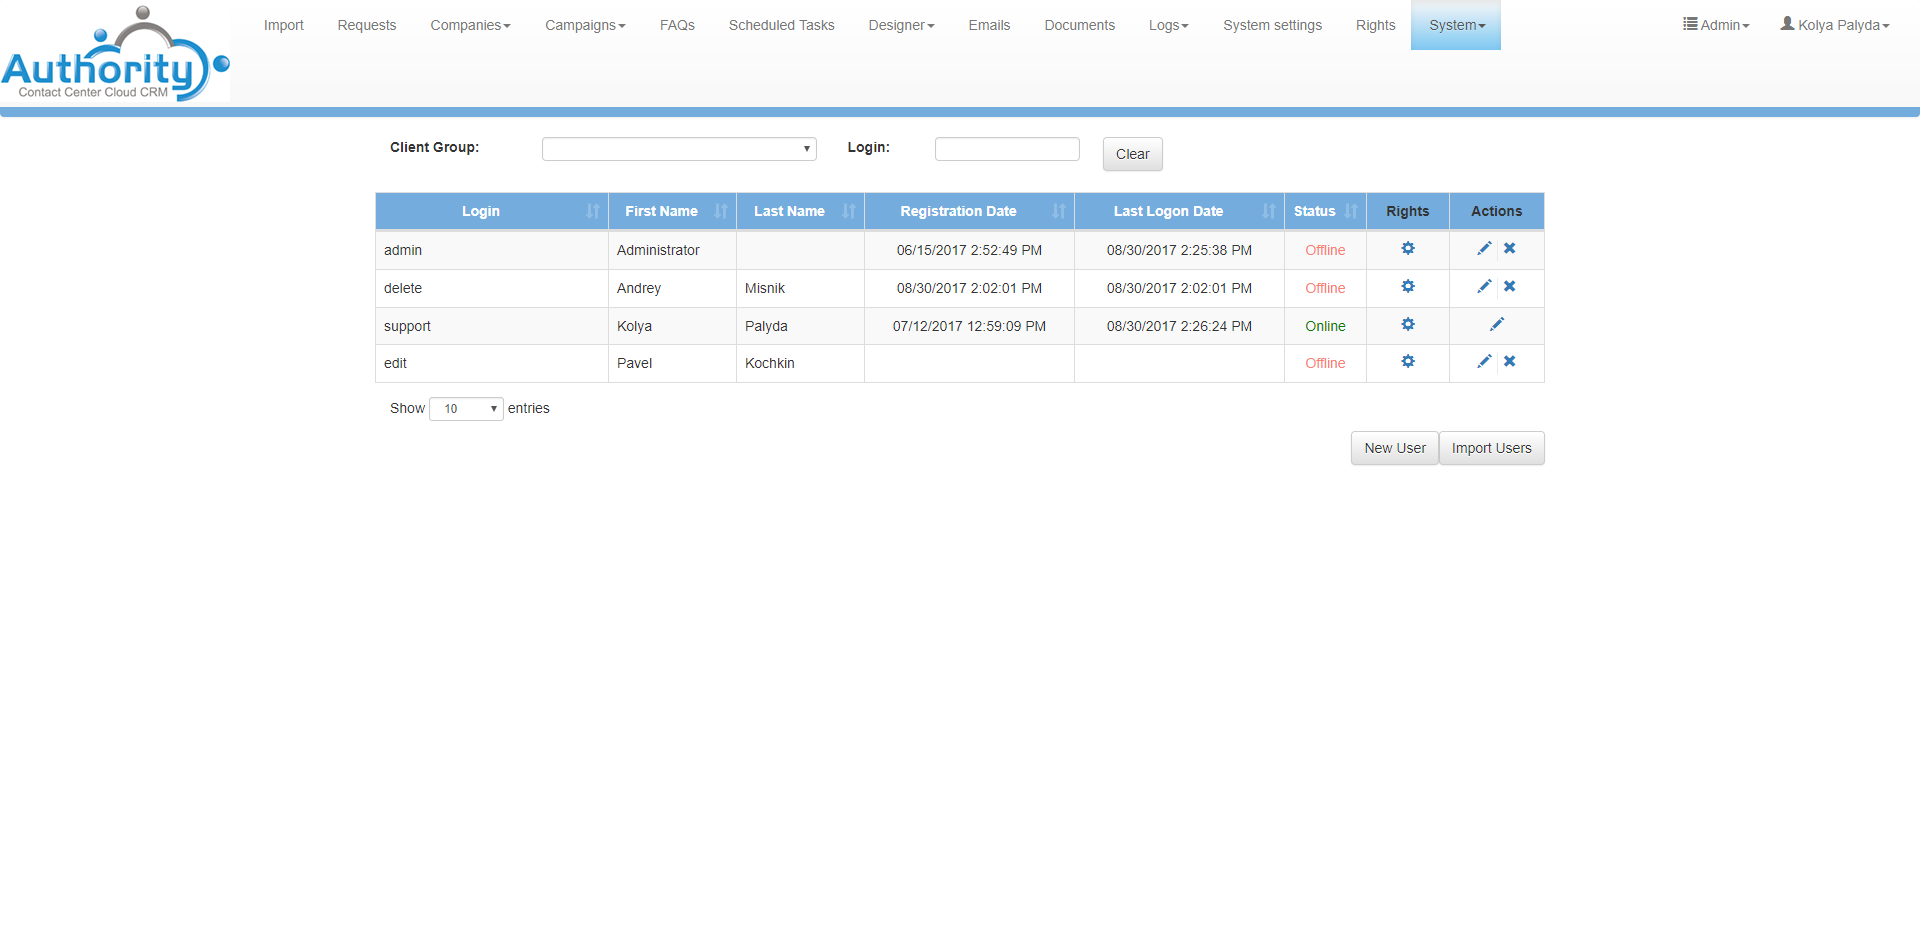 Authority
Contact Center Cloud CRM
Import Requests Companies Campaigns FAQs Scheduled Tasks Designer Emails Documents Logs System settings Rights System Admin Kolya Palyda
Client Group: Login: Clear
Login First Name Last Name Registration Date Last Logon Date Status Rights Actions
admin Administrator 06/15/2017 2:52:49 PM 08/30/2017 2:25:38 PM Offline
delete Andrey Misnik 08/30/2017 2:02:01 PM 08/30/2017 2:02:01 PM Offline
support Kolya Palyda 07/12/2017 12:59:09 PM 08/30/2017 2:26:24 PM Online
edit Pavel Kochkin Offline
Show 10 entries
New User Import Users